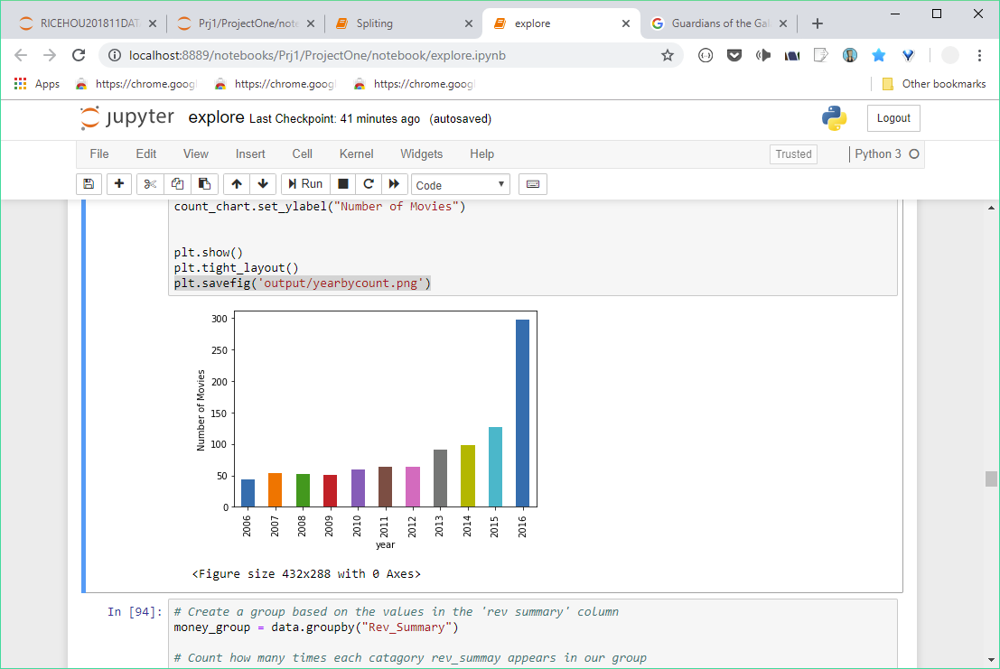 RICEHOU201811DAT
Prj1/ProjectOne/note
Spliting
explore
Guardians of the Gal
localhost:8889/notebooks/Prj1/ProjectOne/notebook/explore.ipynb
Apps
https://chrome.googl
https://chrome.googl
https://chrome.googl
Other bookmarks
jupyter explore Last Checkpoint: 41 minutes ago (autosaved)
Logout
File Edit View Insert Cell Kernel Widgets Help
Trusted
Python 3
Run
Code
count_chart.set_ylabel("Number of Movies")
plt.show()
plt.tight_layout()
plt.savefig('output/yearbycount.png')
300
250
200
150
100
50
0
Number of Movies
2006 2007 2008 2009 2010 2011 2012 2013 2014 2015 2016
year
<Figure size 432x288 with 0 Axes>
In [94]:
# Create a group based on the values in the 'rev summary' column
money_group = data.groupby("Rev_Summary")
# Count how many times each catagory rev_summay appears in our group